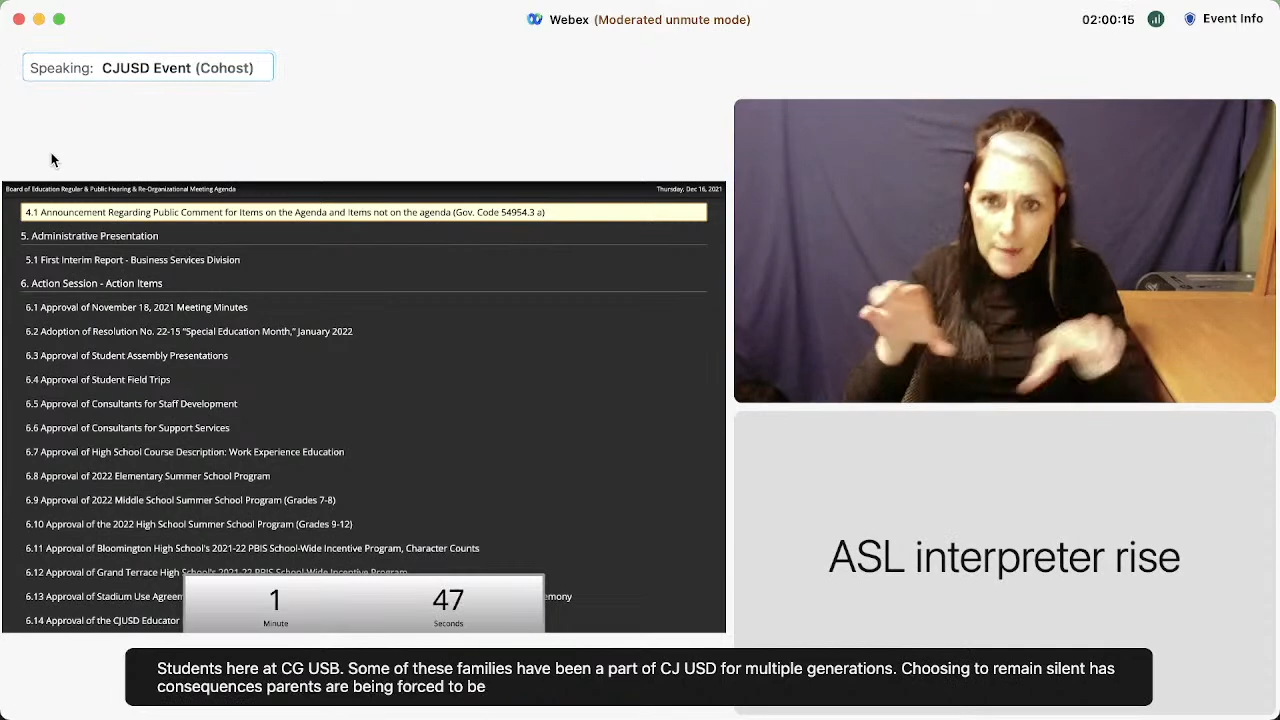 Webex (Moderated unmute mode)
02:00:15
Event Info
Speaking: CJUSD Event (Cohost)
Board of Education Regular & Public Hearing & Re-Organizational Meeting Agenda
Thursday, Dec 16, 2021
4.1 Announcement Regarding Public Comment for Items on the Agenda and Items not on the agenda (Gov. Code 54954.3 a)
5. Administrative Presentation
5.1 First Interim Report - Business Services Division
6. Action Session - Action Items
6.1 Approval of November 18, 2021 Meeting Minutes
6.2 Adoption of Resolution No. 22-15 "Special Education Month," January 2022
6.3 Approval of Student Assembly Presentations
6.4 Approval of Student Field Trips
6.5 Approval of Consultants for Staff Development
6.6 Approval of Consultants for Support Services
6.7 Approval of High School Course Description: Work Experience Education
6.8 Approval of 2022 Elementary Summer School Program
6.9 Approval of 2022 Middle School Summer School Program (Grades 7-8)
6.10 Approval of the 2022 High School Summer School Program (Grades 9-12)
6.11 Approval of Bloomington High School's 2021-22 PBIS School-Wide Incentive Program, Character Counts
6.12 Approval of Grand Terrace High School's 2021-22 PBIS School-Wide Incentive Program
6.13 Approval of Stadium Use Agreem
emony
6.14 Approval of the CJUSD Educator
1 47
Minute Seconds
ASL interpreter rise
Students here at CG USB. Some of these families have been a part of CJ USD for multiple generations. Choosing to remain silent has
consequences parents are being forced to be